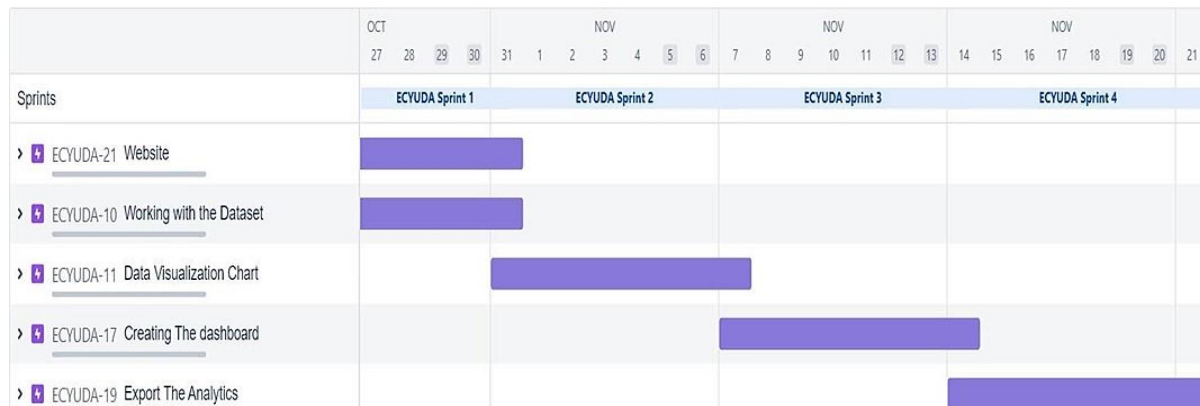 OCT NOV NOV NOV
27 28 29 30 31 1 2 3 4 5 6 7 8 9 10 11 12 13 14 15 16 17 18 19 20 21
Sprints ECYUDA Sprint 1 ECYUDA Sprint 2 ECYUDA Sprint 3 ECYUDA Sprint 4
ECYUDA-21 Website
ECYUDA-10 Working with the Dataset
ECYUDA-11 Data Visualization Chart
ECYUDA-17 Creating The dashboard
ECYUDA-19 Export The Analytics